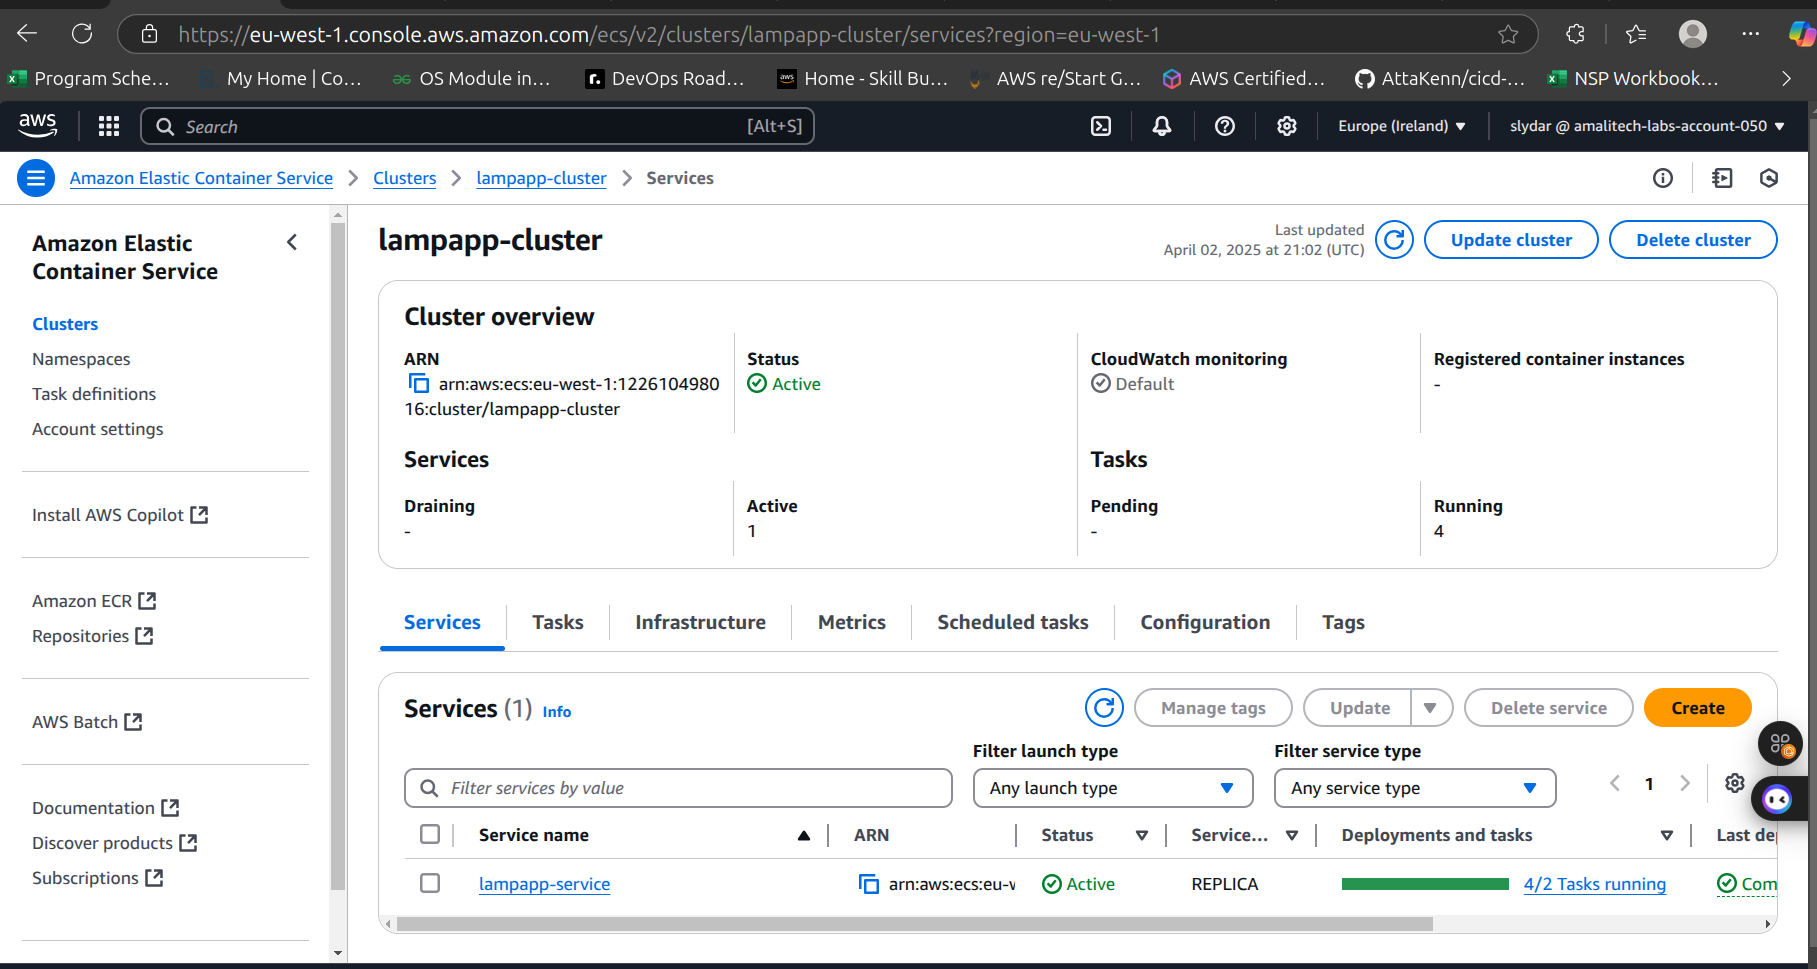 https://eu-west-1.console.aws.amazon.com/ecs/v2/clusters/lampapp-cluster/services?region=eu-west-1
Program Sche... My Home | Co... OS Module in... DevOps Road... Home - Skill Bu... AWS re/Start G... AWS Certified... AttaKenn/cicd-... NSP Workbook...
aws Search [Alt+S] Europe (Ireland) slydar @ amalitech-labs-account-050
Amazon Elastic Container Service Clusters lampapp-cluster Services
Amazon Elastic
Container Service
Clusters
Namespaces
Task definitions
Account settings
Install AWS Copilot
Amazon ECR
Repositories
AWS Batch
Documentation
Discover products
Subscriptions
lampapp-cluster
Last updated
April 02, 2025 at 21:02 (UTC)
Update cluster Delete cluster
Cluster overview
ARN
arn:aws:ecs:eu-west-1:1226104980
16:cluster/lampapp-cluster
Status
Active
CloudWatch monitoring
Default
Registered container instances
-
Services
Draining
-
Active
1
Tasks
Pending
-
Running
4
Services Tasks Infrastructure Metrics Scheduled tasks Configuration Tags
Services (1) Info
Manage tags Update Delete service Create
Filter launch type Filter service type
Filter services by value Any launch type Any service type 1
Service name ARN Status Service... Deployments and tasks Last de
lampapp-service arn:aws:ecs:eu-v Active REPLICA 4/2 Tasks running Com